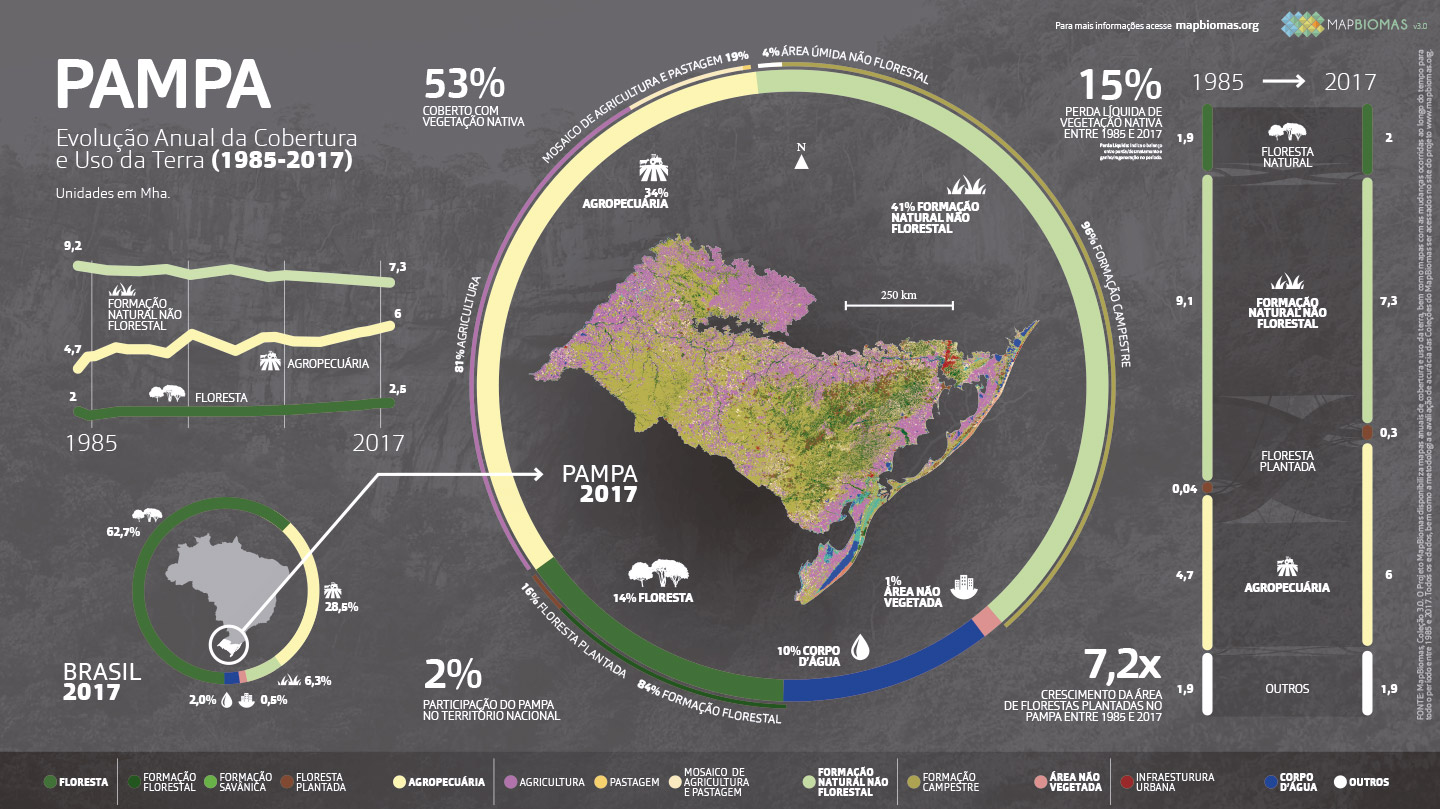 Para mais informações acesse mapbiomas.org
MAPBIOMAS v3.0
PAMPA
Evolução Anual da Cobertura
e Uso da Terra (1985-2017)
Unidades em Mha.
9,2
7,3
FORMAÇÃO
NATURAL NÃO
FLORESTAL
6
4,7
AGROPECUÁRIA
2
FLORESTA
2,5
1985
2017
62,7%
28,5%
6,3%
0,5%
2,0%
BRASIL
2017
53%
COBERTO COM
VEGETAÇÃO NATIVA
MOSAICO DE AGRICULTURA E PASTAGEM 19%
4% ÁREA ÚMIDA NÃO FLORESTAL
N
34%
AGROPECUÁRIA
41% FORMAÇÃO
NATURAL NÃO
FLORESTAL
96% FORMAÇÃO CAMPESTRE
81% AGRICULTURA
250 km
PAMPA
2017
14% FLORESTA
1%
ÁREA NÃO
VEGETADA
10% CORPO
D'ÁGUA
16% FLORESTA PLANTADA
84% FORMAÇÃO FLORESTAL
2%
PARTICIPAÇÃO DO PAMPA
NO TERRITÓRIO NACIONAL
15%
PERDA LÍQUIDA DE
VEGETAÇÃO NATIVA
ENTRE 1985 E 2017
Perda Líquida: indica o balanço
entre perda/desmatamento e
ganho/regeneração no período.
7,2x
CRESCIMENTO DA ÁREA
DE FLORESTAS PLANTADAS NO
PAMPA ENTRE 1985 E 2017
1985
2017
1,9
FLORESTA
NATURAL
2
9,1
FORMAÇÃO
NATURAL NÃO
FLORESTAL
7,3
0,04
FLORESTA
PLANTADA
0,3
4,7
AGROPECUÁRIA
6
1,9
OUTROS
1,9
FONTE: MapBiomas, Coleção 3.0. O Projeto MapBiomas disponibiliza mapas anuais de cobertura e uso da terra, bem como mapas com as mudanças ocorridas ao longo do tempo para
todo o período entre 1985 e 2017. Todos os dados, bem como a metodologia e avaliação de acurácia das Coleções do MapBiomas ser acessados no site do projeto www.mapbiomas.org.
FLORESTA
FORMAÇÃO
FLORESTAL
FORMAÇÃO
SAVÂNICA
FLORESTA
PLANTADA
AGROPECUÁRIA
AGRICULTURA
PASTAGEM
MOSAICO DE
AGRICULTURA
E PASTAGEM
FORMAÇÃO
NATURAL NÃO
FLORESTAL
FORMAÇÃO
CAMPESTRE
ÁREA NÃO
VEGETADA
INFRAESTURURA
URBANA
CORPO
D'ÁGUA
OUTROS